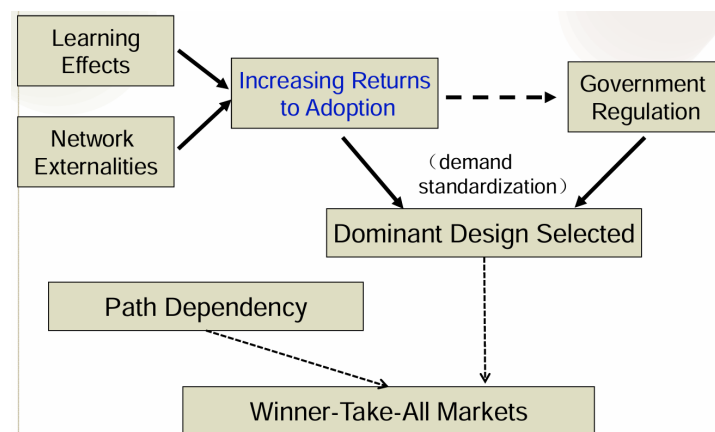 Learning
Effects
Increasing Returns
to Adoption
Government
Regulation
Network
Externalities
（demand
standardization）
Dominant Design Selected
Path Dependency
Winner-Take-All Markets